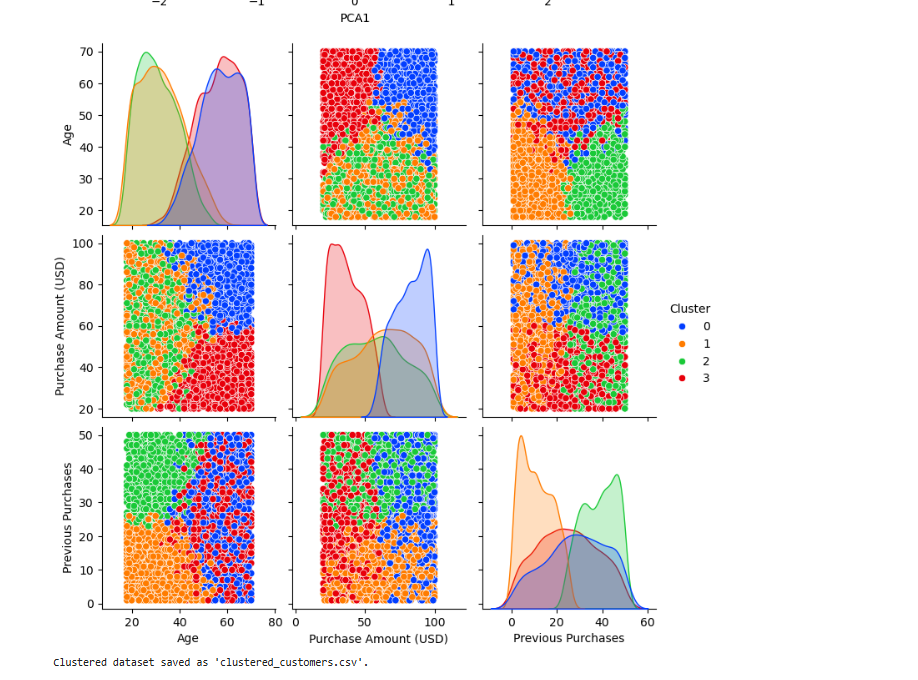 −2 −1 0 1 2
PCA1
70
60
50
40
30
20
Age
100
80
60
40
20
Purchase Amount (USD)
Cluster
0
1
2
3
50
40
30
20
10
0
Previous Purchases
20 40 60 80 0 50 100 0 20 40 60
Age Purchase Amount (USD) Previous Purchases
Clustered dataset saved as 'clustered_customers.csv'.